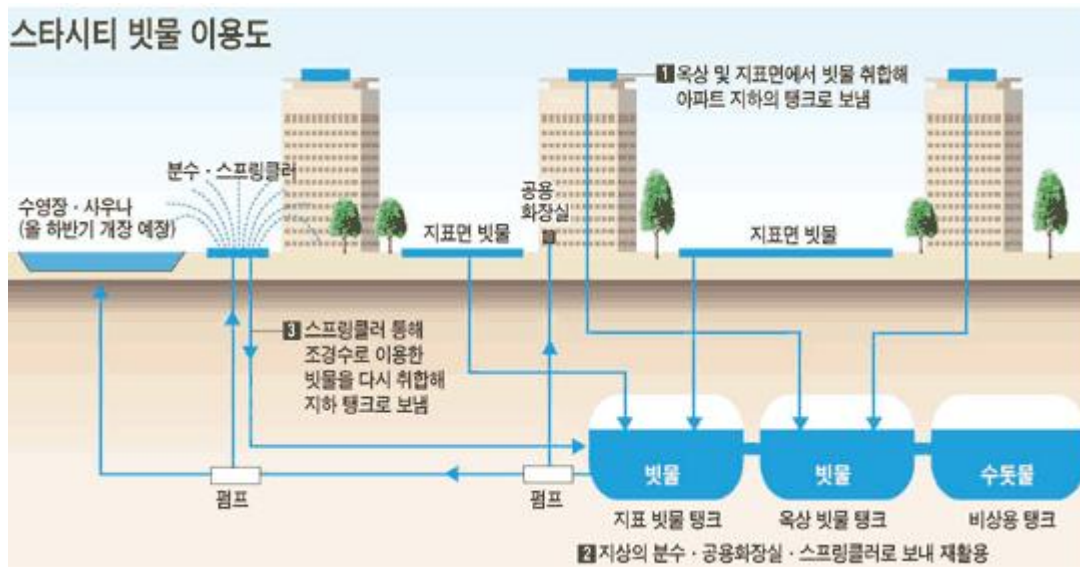 스타시티 빗물 이용도
1 옥상 및 지표면에서 빗물 취합해
아파트 지하의 탱크로 보냄
분수·스프링클러
수영장·사우나
(올 하반기 개장 예정)
공용
화장실
지표면 빗물
지표면 빗물
3 스프링클러 통해
조경수로 이용한
빗물을 다시 취합해
지하 탱크로 보냄
빗물
빗물
수돗물
펌프
펌프
지표 빗물 탱크
옥상 빗물 탱크
비상용 탱크
2 지상의 분수·공용화장실·스프링클러로 보내 재활용